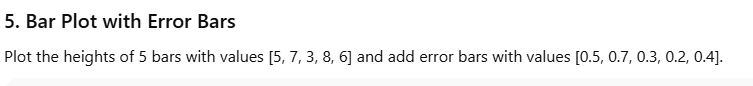 5. Bar Plot with Error Bars
Plot the heights of 5 bars with values [5, 7, 3, 8, 6] and add error bars with values [0.5, 0.7, 0.3, 0.2, 0.4].